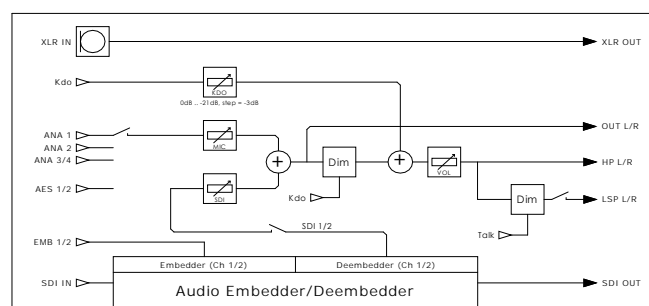 XLR IN
XLR OUT
Kdo
KDO
0dB .. -21dB, step = -3dB
ANA 1
MIC
OUT L/R
ANA 2
ANA 3/4
+
Dim
+
VOL
HP L/R
AES 1/2
SDI
Kdo
Dim
LSP L/R
SDI 1/2
Talk
EMB 1/2
Embedder (Ch 1/2)
Deembedder (Ch 1/2)
SDI IN
Audio Embedder/Deembedder
SDI OUT